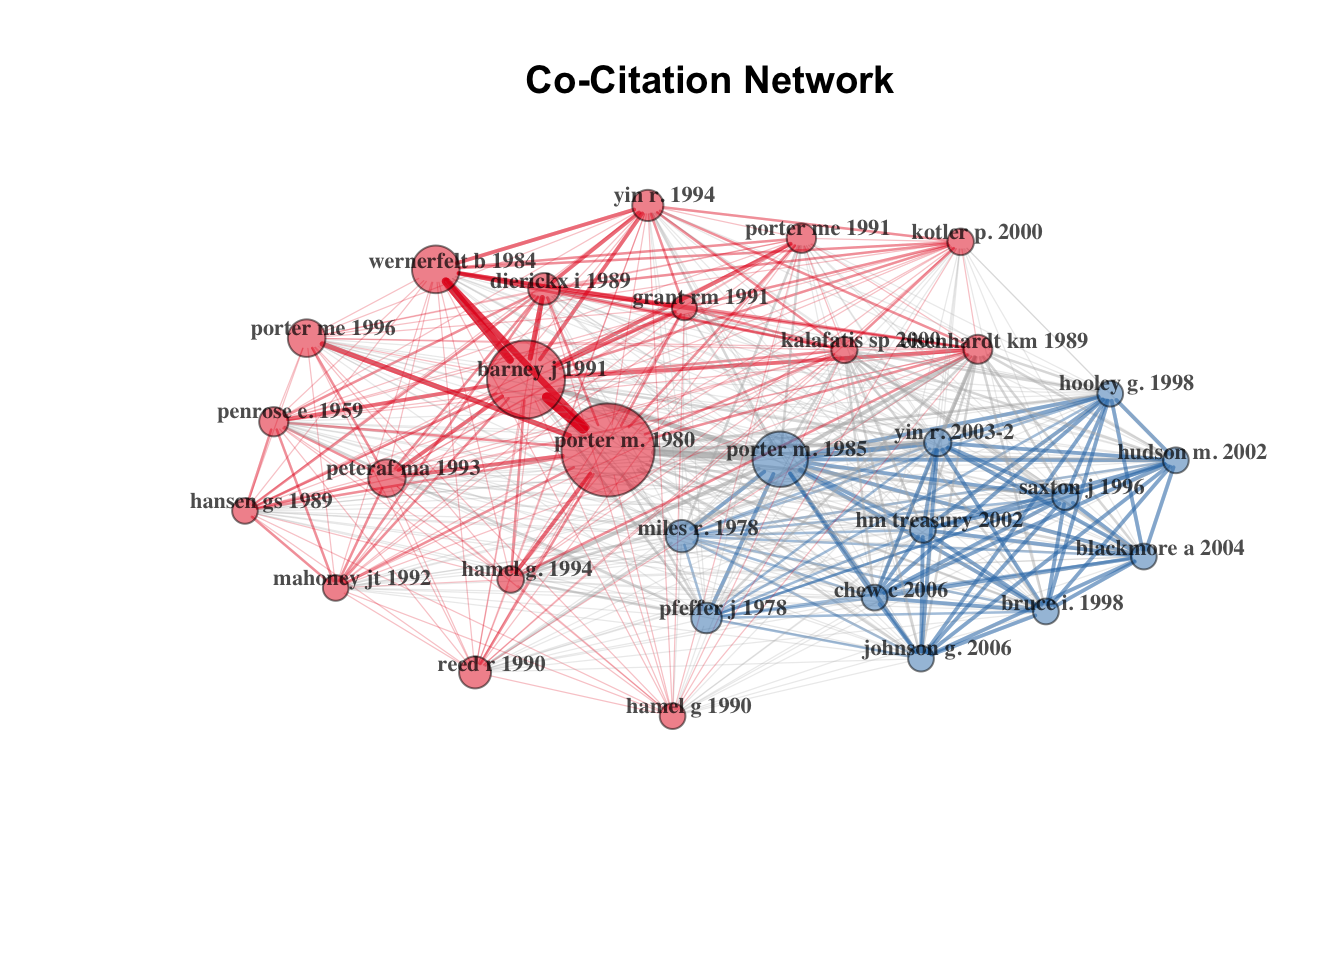 Co-Citation Network
yin r. 1994
porter me 1991
kotler p. 2000
wernerfelt b 1984
dierickx i 1989
grant rm 1991
porter me 1996
kalafatis sp 2000
eisenhardt km 1989
barney j 1991
hooley g. 1998
penrose e. 1959
porter m. 1980
yin r. 2003-2
porter m. 1985
hudson m. 2002
peteraf ma 1993
saxton j 1996
hansen gs 1989
miles r. 1978
hm treasury 2002
blackmore a 2004
mahoney jt 1992
hamel g. 1994
chew c 2006
pfeffer j 1978
bruce i. 1998
johnson g. 2006
reed r 1990
hamel g 1990